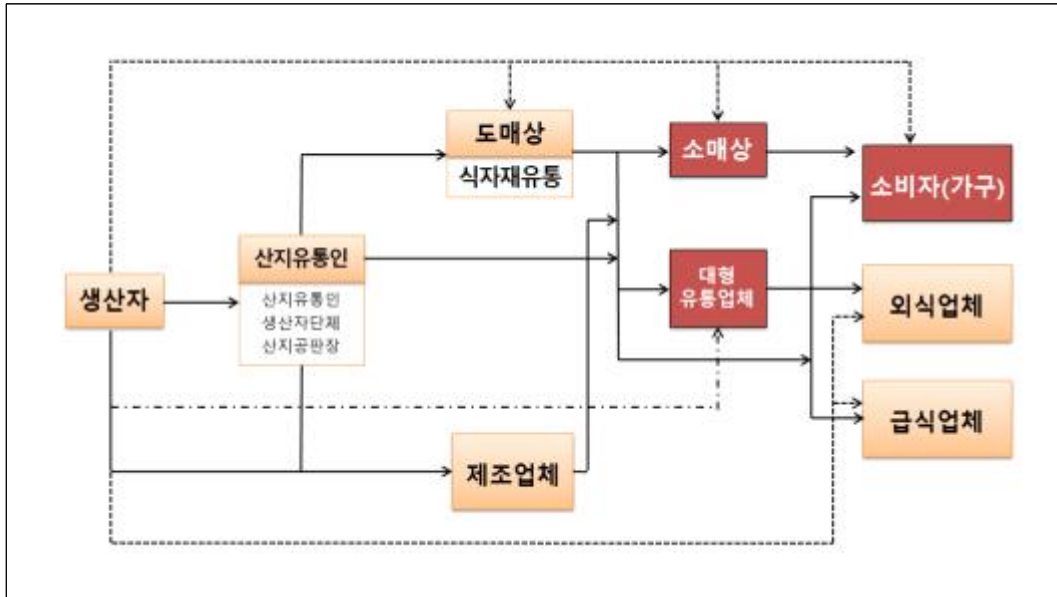 도매상
식자재유통
소매상
소비자(가구)
산지유통인
산지유통인
생산자단체
산지공판장
생산자
대형
유통업체
외식업체
급식업체
제조업체